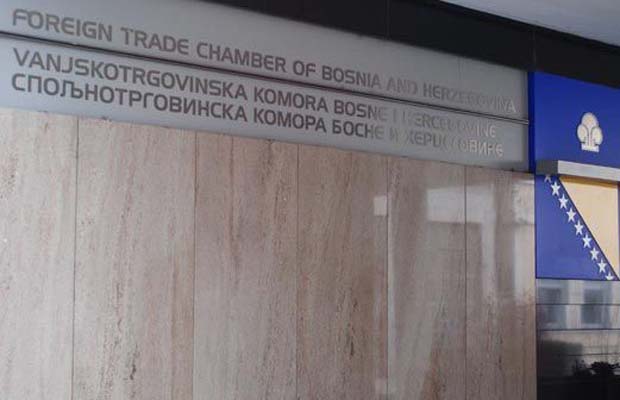 FOREIGN TRADE CHAMBER OF BOSNIA AND HERZEGOVINA
VANJSKOTRGOVINSKA KOMORA BOSNE I HERCEGOVINE
СПОЉНОТРГОВИНСКА КОМОРА БОСНЕ И ХЕРЦЕГОВИНЕ